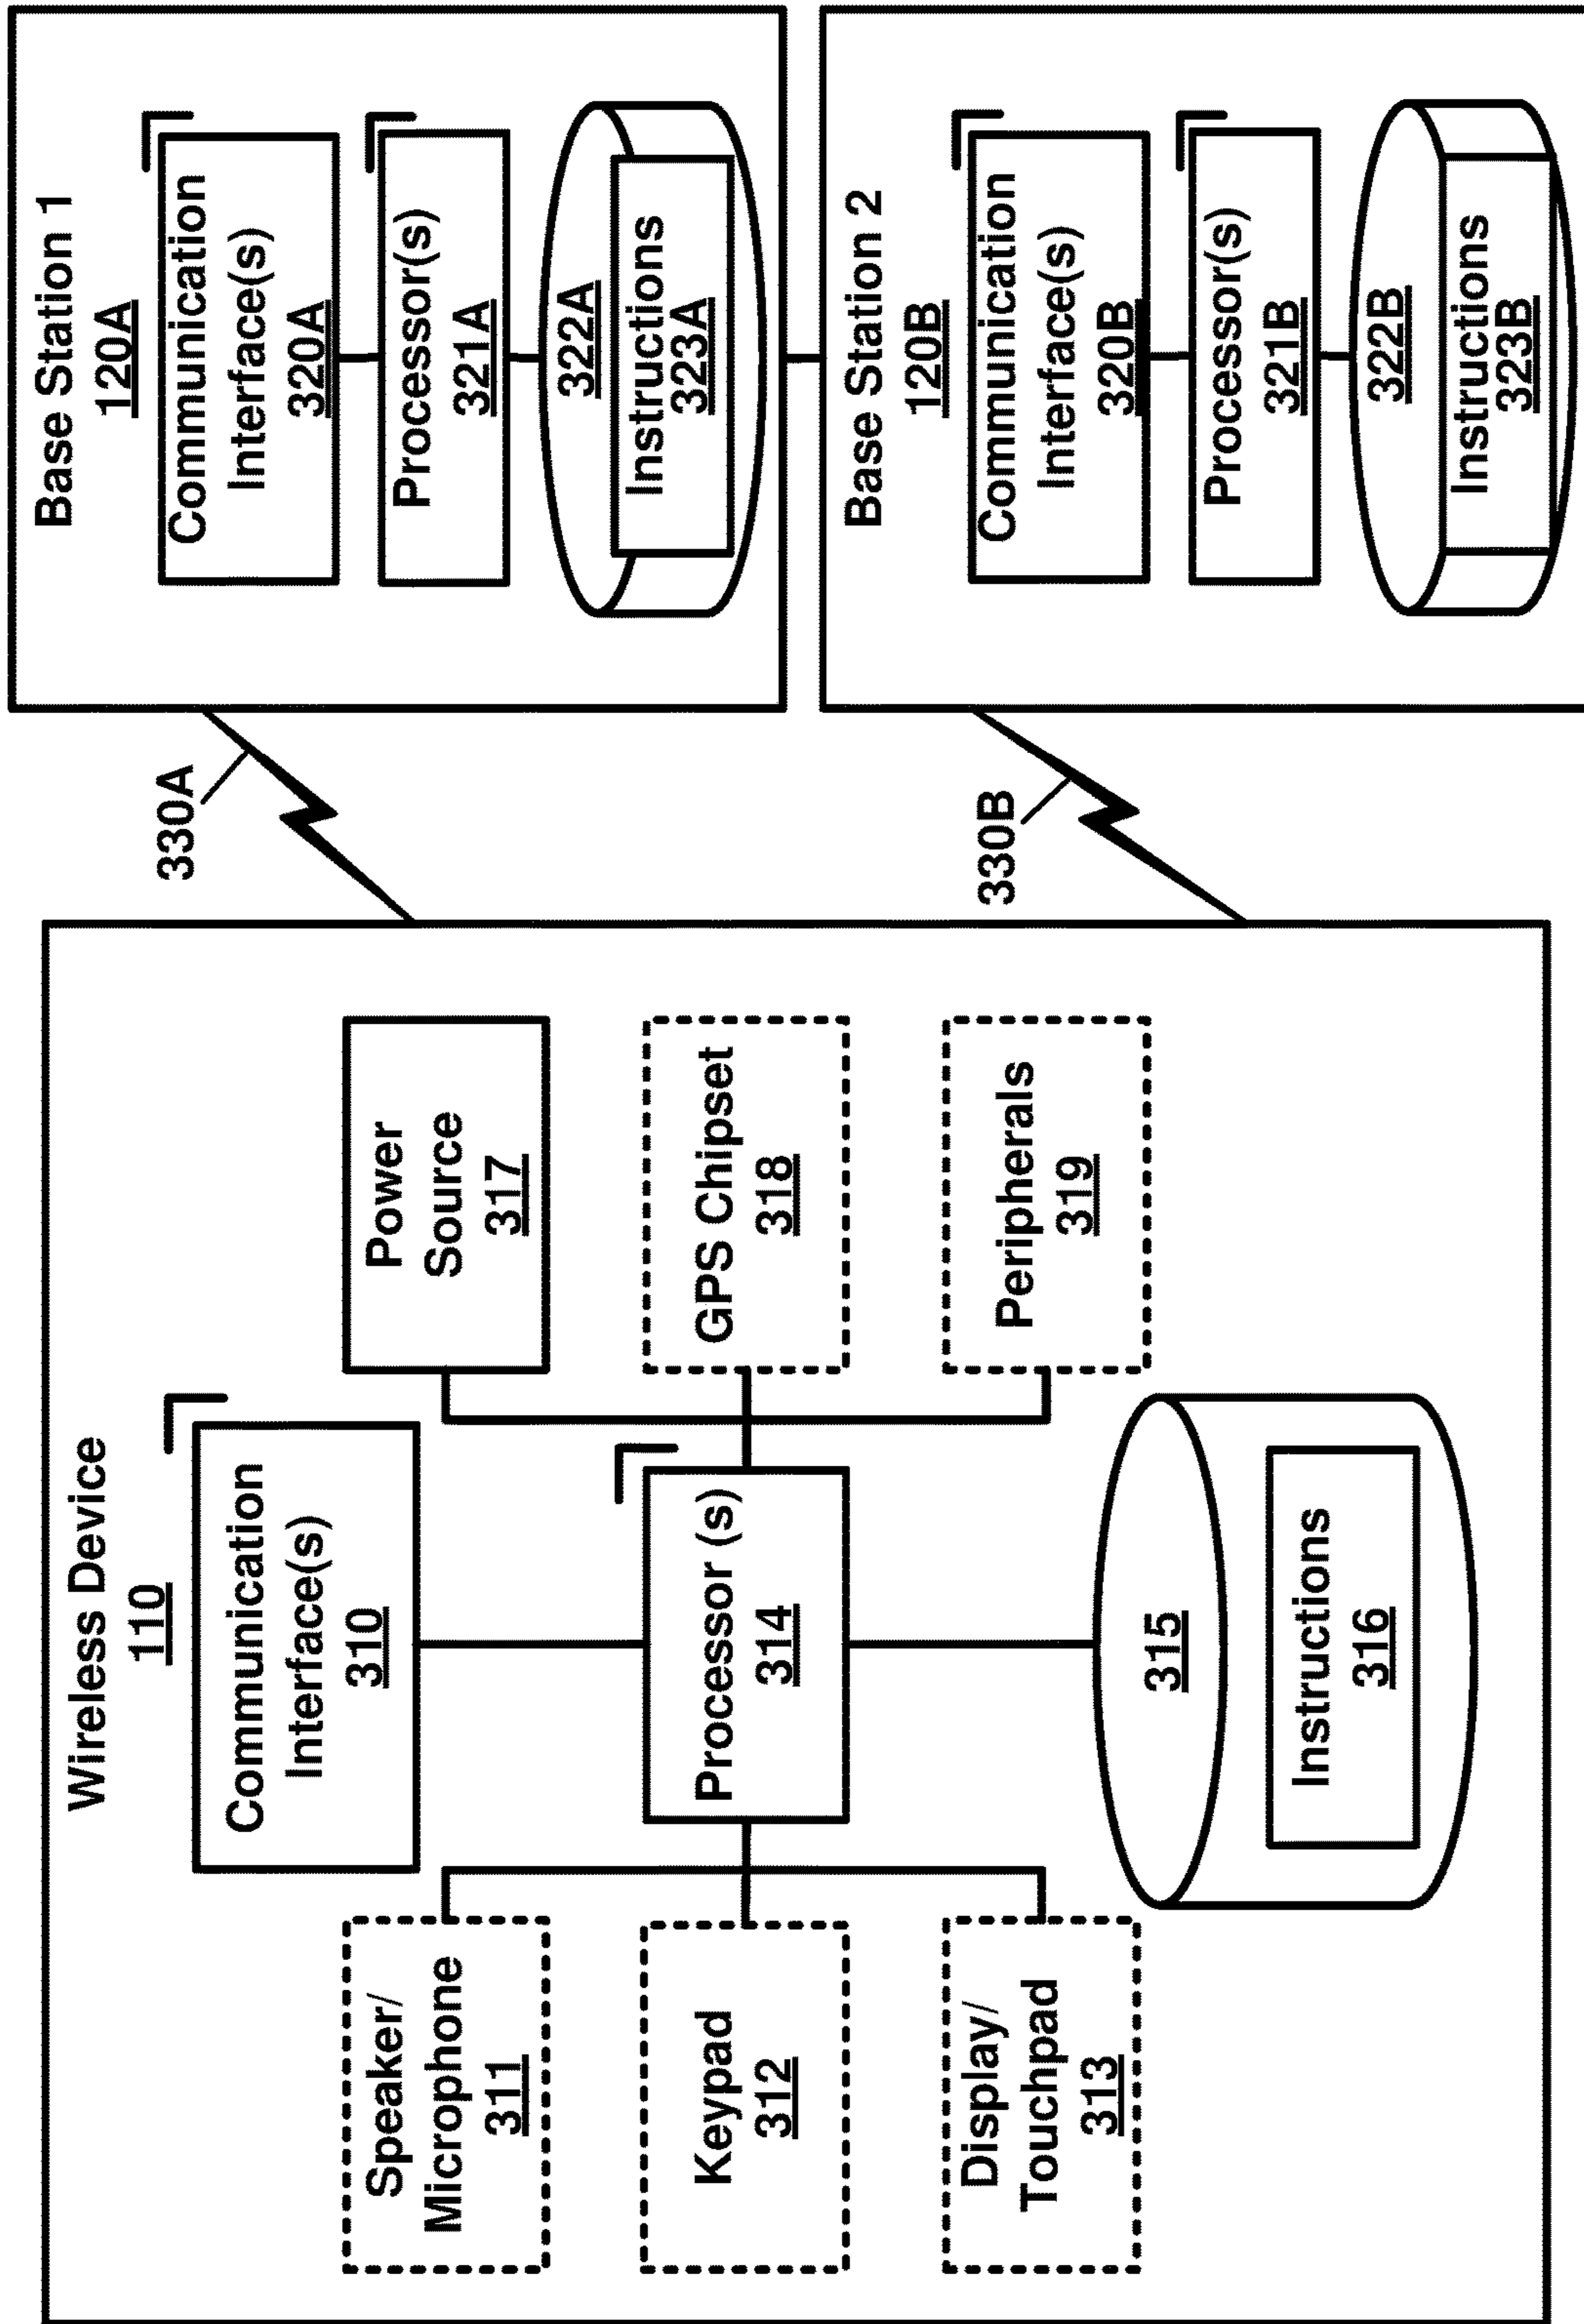 Wireless Device
110
Communication
Interface(s)
310
Speaker/
Microphone
311
Keypad
312
Display/
Touchpad
313
Processor (s)
314
Power
Source
317
GPS Chipset
318
Peripherals
319
315
Instructions
316
330A
330B
Base Station 1
120A
Communication
Interface(s)
320A
Processor(s)
321A
322A
Instructions
323A
Base Station 2
120B
Communication
Interface(s)
320B
Processor(s)
321B
322B
Instructions
323B